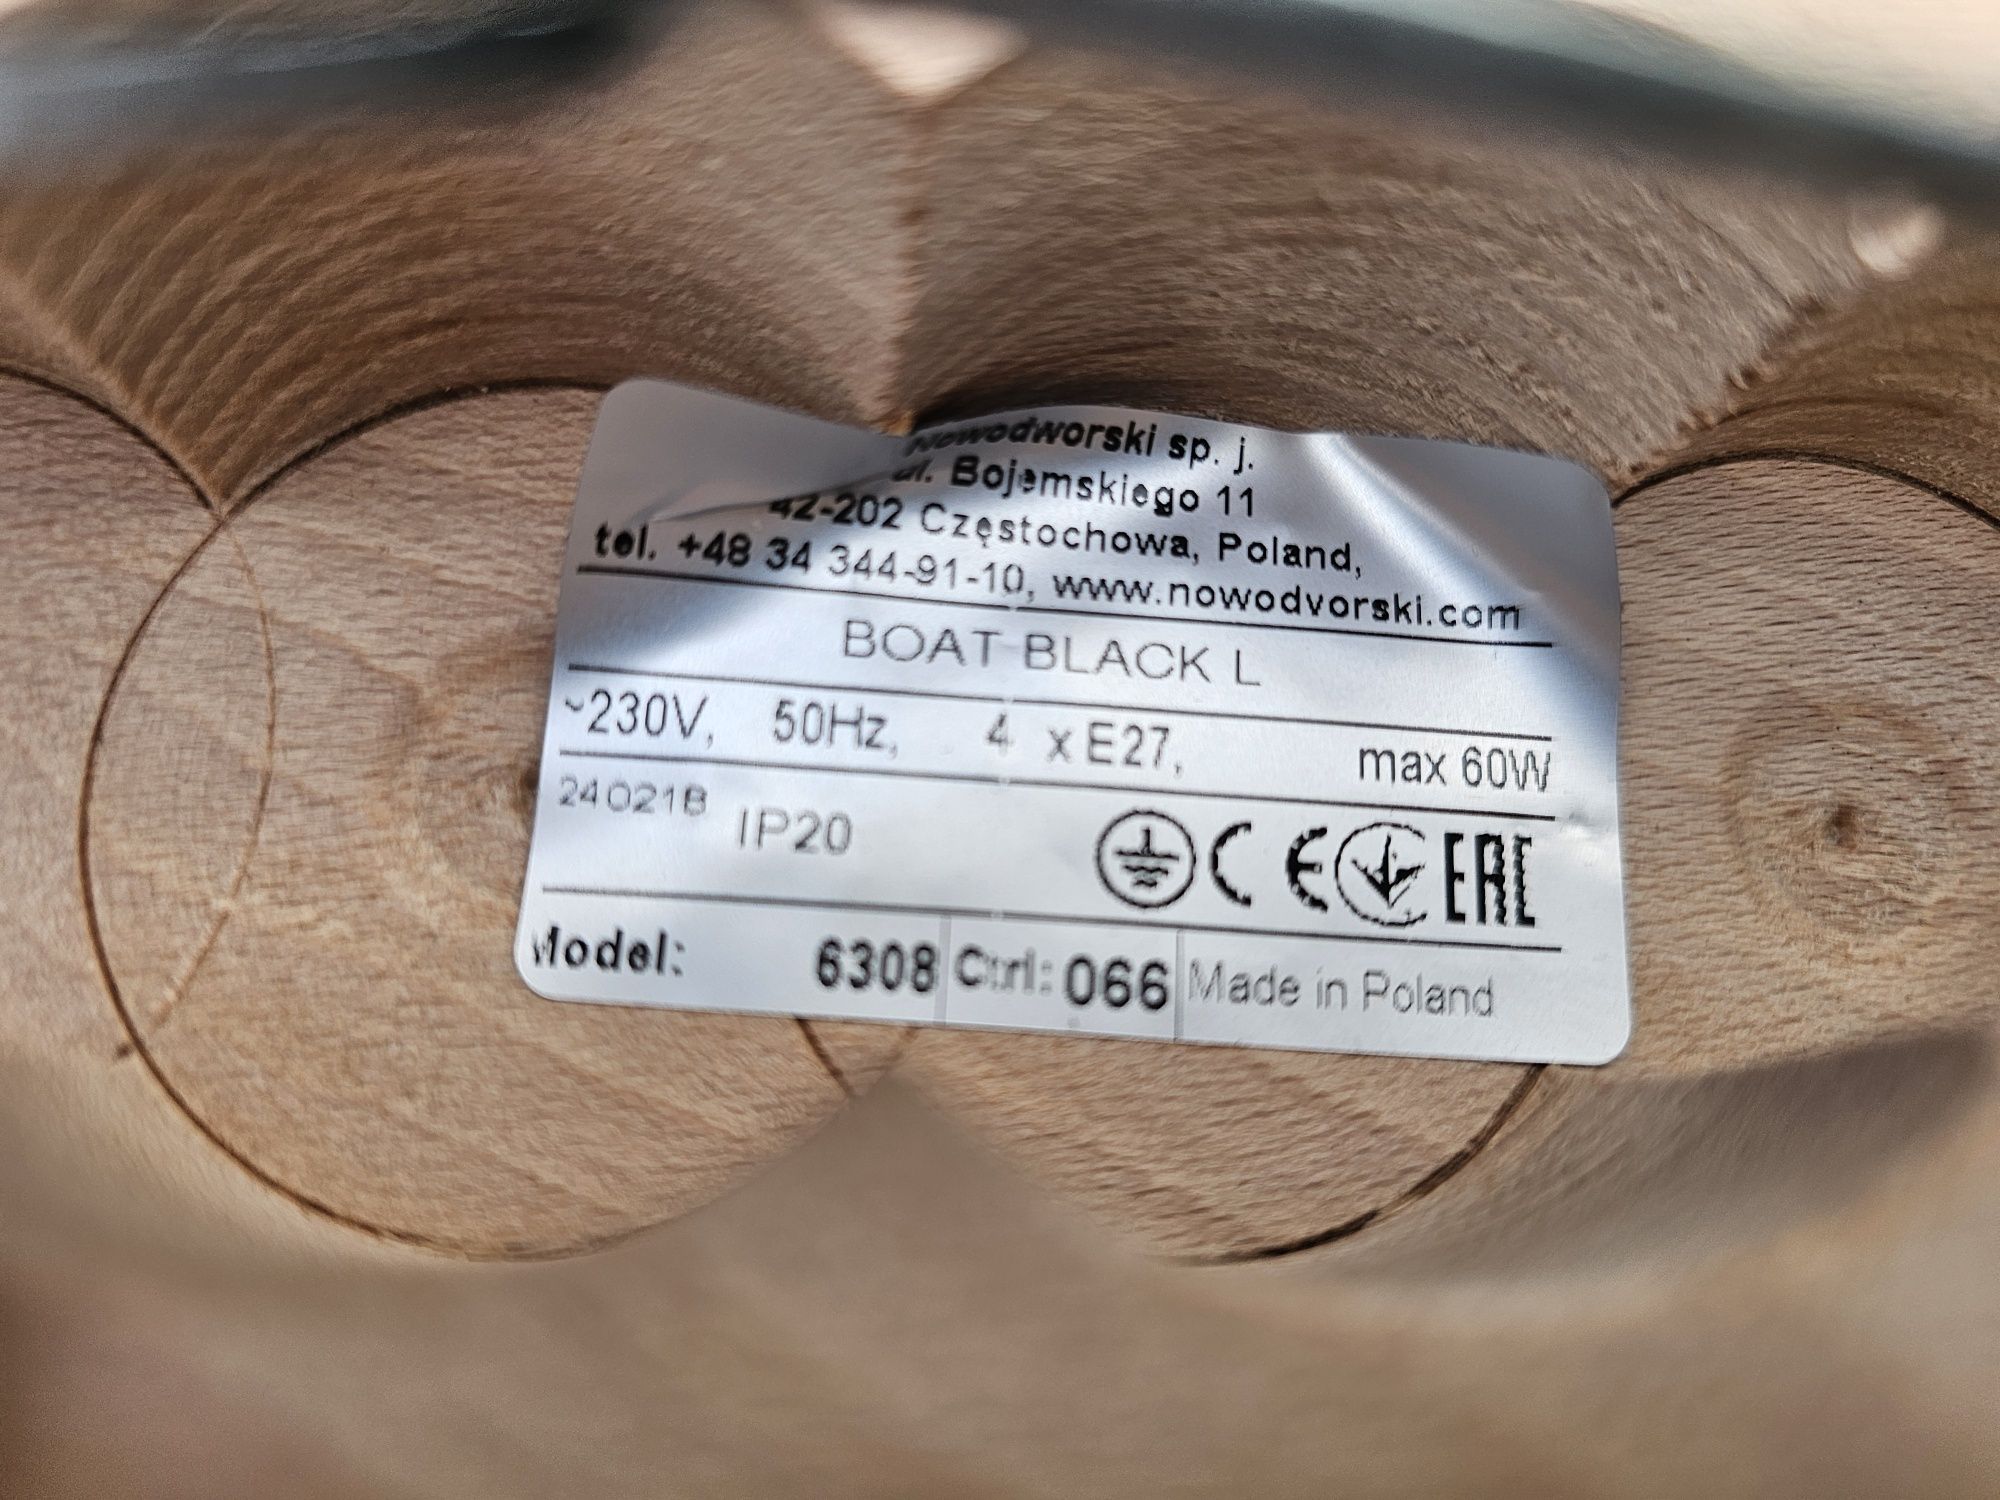 Nowodworski sp. j.
ul. Bojemskiego 11
42-202 Częstochowa, Poland,
tel. +48 34 344-91-10, www.nowodvorski.com
BOAT BLACK L
~230V, 50Hz, 4 x E27, max 60W
240218 IP20 CE EAC
Model: 6308 Ctrl: 066 Made in Poland